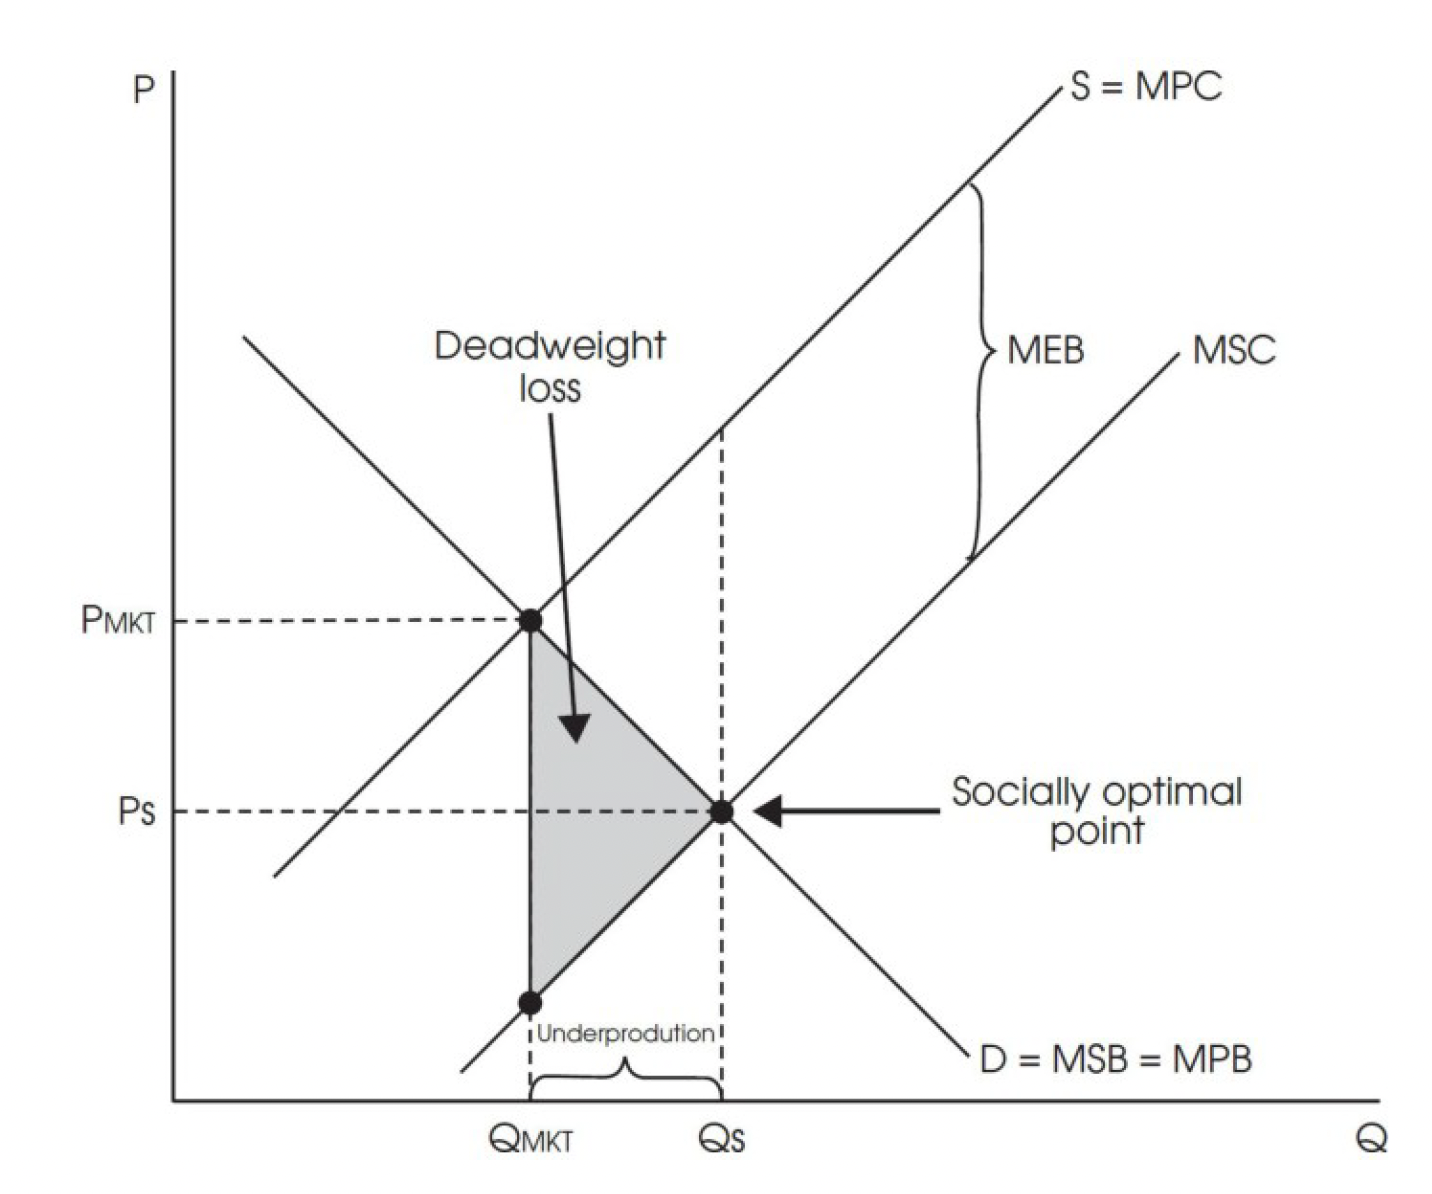 P
S = MPC
Deadweight
loss
MEB
MSC
PMKT
PS
Socially optimal
point
Underprodution
D = MSB = MPB
QMKT
QS
Q